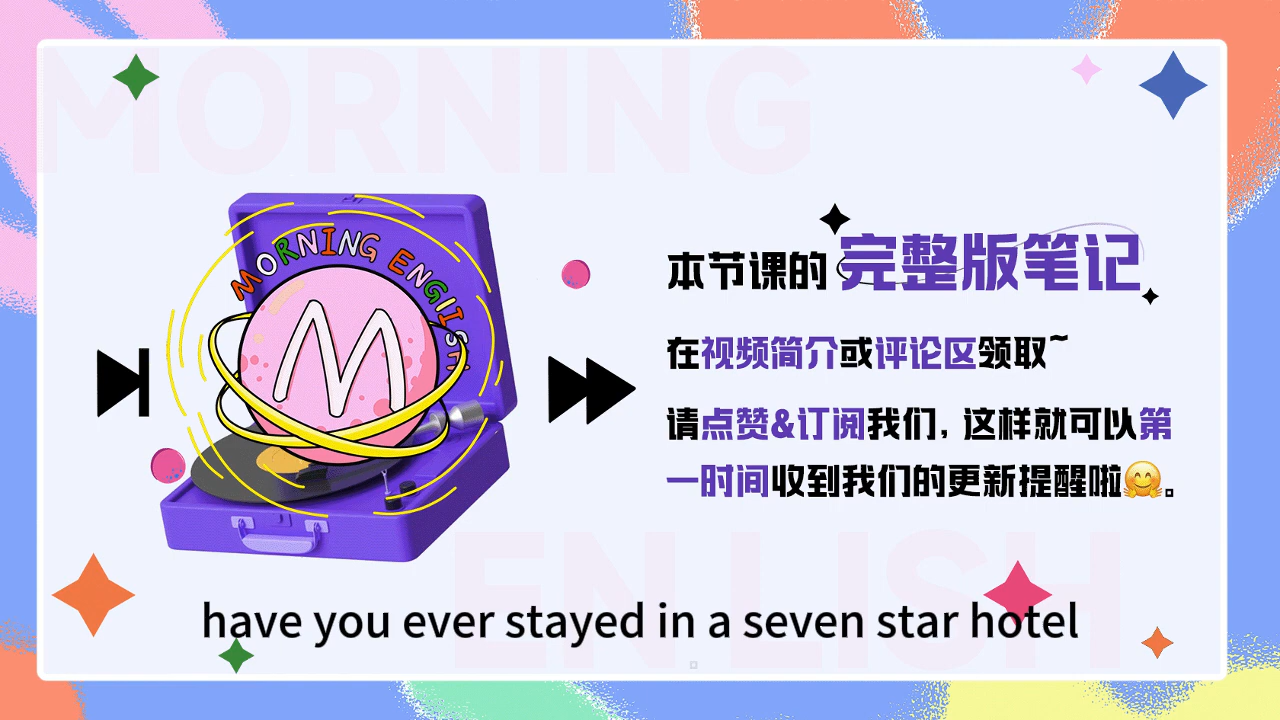 MORNING
MORNING ENGlISH
M
本节课的 完整版笔记
在视频简介或评论区领取~
请点赞&订阅我们, 这样就可以第
一时间收到我们的更新提醒啦🤗。
EN LISH
have you ever stayed in a seven star hotel